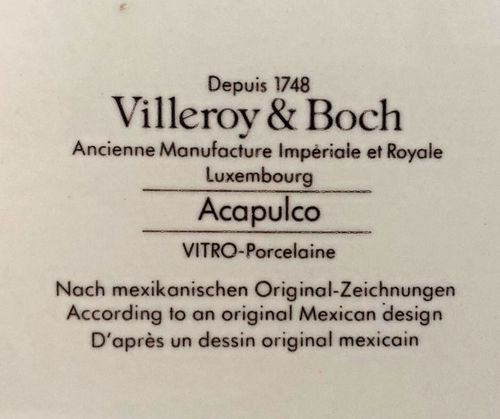 Depuis 1748
Villeroy & Boch
Ancienne Manufacture Impériale et Royale
Luxembourg
Acapulco
VITRO-Porcelaine
Nach mexikanischen Original-Zeichnungen
According to an original Mexican design
D'après un dessin original mexicain